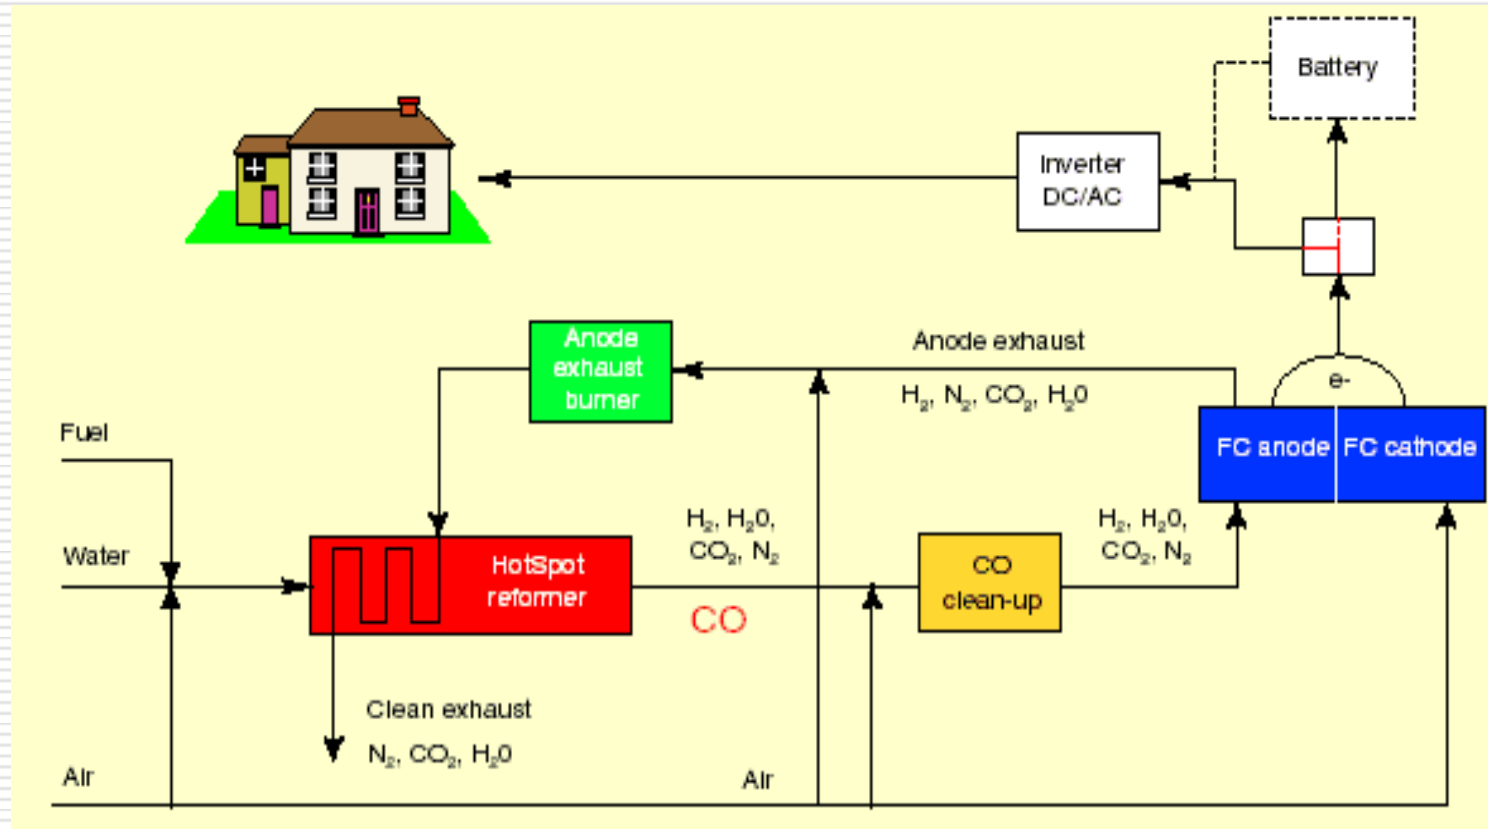 Battery
Inverter
DC/AC
Anode
exhaust
burner
Anode exhaust
H₂, N₂, CO₂, H₂0
e-
FC anode
FC cathode
Fuel
Water
HotSpot
reformer
H₂, H₂0,
CO₂, N₂
CO
CO
clean-up
H₂, H₂0,
CO₂, N₂
Clean exhaust
N₂, CO₂, H₂0
Air
Air